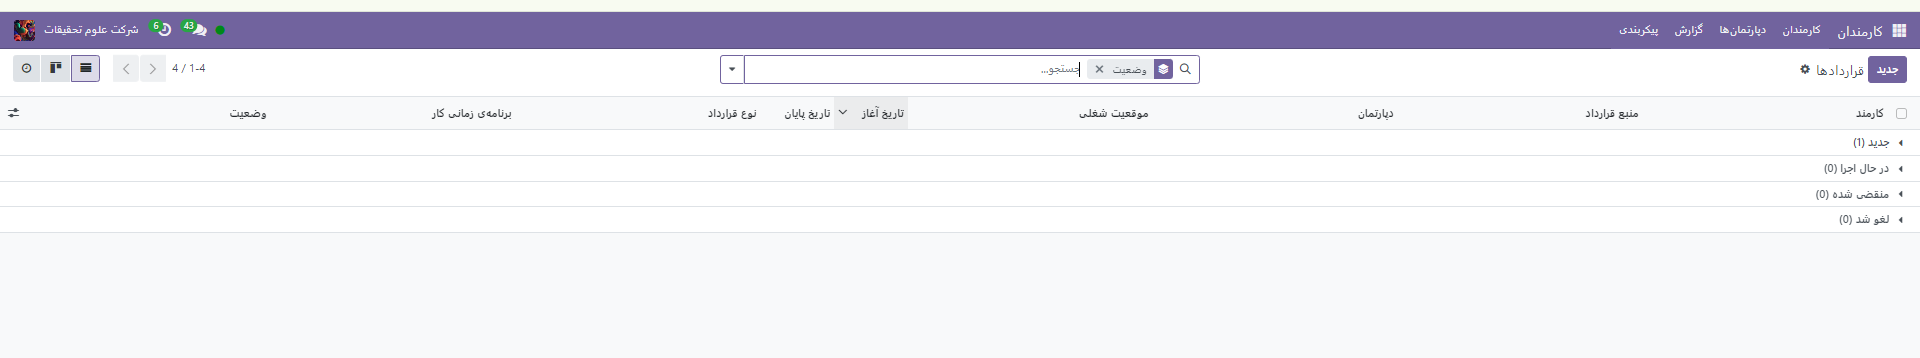 کارمندان کارمندان دپارتمان‌ها گزارش پیکربندی 43 6 شرکت علوم تحقیقات
جدید قراردادها وضعیت جستجو... 1-4 / 4
کارمند منبع قرارداد دپارتمان موقعیت شغلی تاریخ آغاز تاریخ پایان نوع قرارداد برنامه‌ی زمانی کار وضعیت
جدید (1)
در حال اجرا (0)
منقضی شده (0)
لغو شد (0)